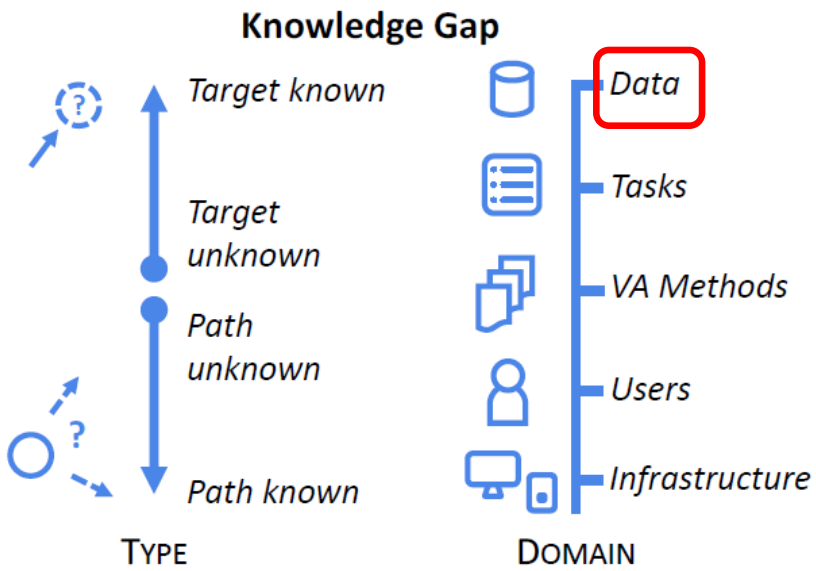 Knowledge Gap
?
Target known
Target
unknown
Path
unknown
?
Path known
TYPE
Data
Tasks
VA Methods
Users
Infrastructure
DOMAIN